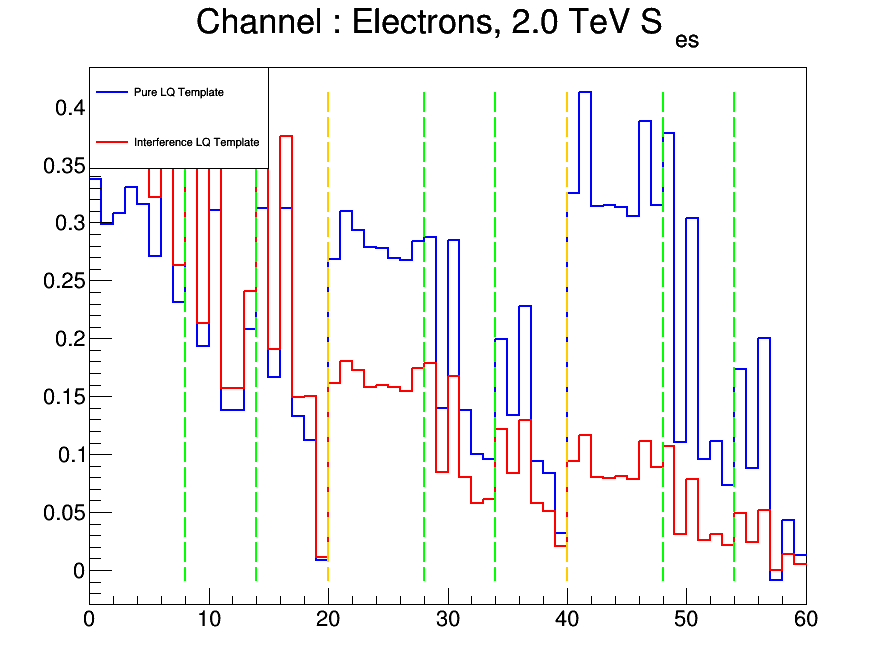 Channel : Electrons, 2.0 TeV S es
Pure LQ Template
Interference LQ Template
0.4
0.35
0.3
0.25
0.2
0.15
0.1
0.05
0
0 10 20 30 40 50 60